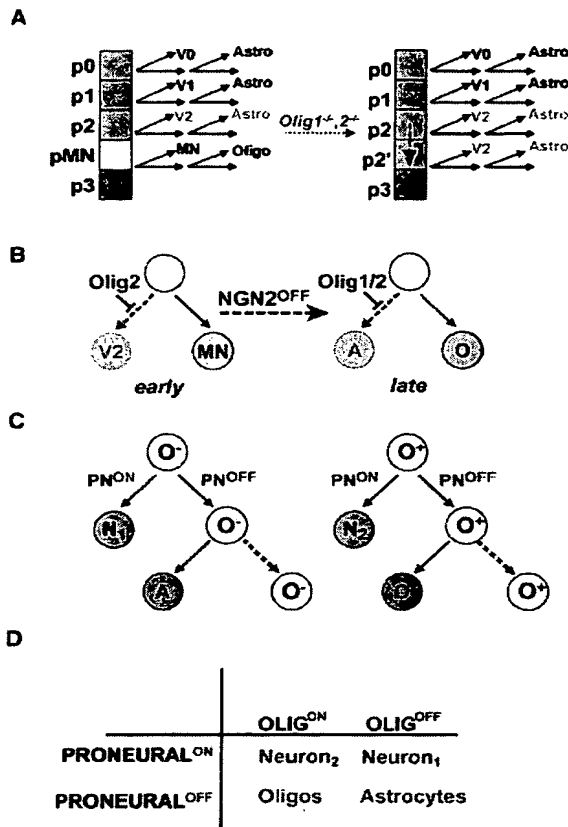 A
p0 V0 Astro
p1 V1 Astro
p2 V2 Astro
pMN MN Oligo
p3
Olig1-/-,2-/-
p0 V0 Astro
p1 V1 Astro
p2 V2 Astro
p2' V2 Astro
p3
B
Olig2
V2 MN
early
NGN2OFF
Olig1/2
A O
late
C
O- O+
PNON PNOFF PNON PNOFF
N1 O- N2 O+
A O- O O+
D
OLIGON OLIGOFF
PRONEURALON Neuron2 Neuron1
PRONEURALOFF Oligos Astrocytes